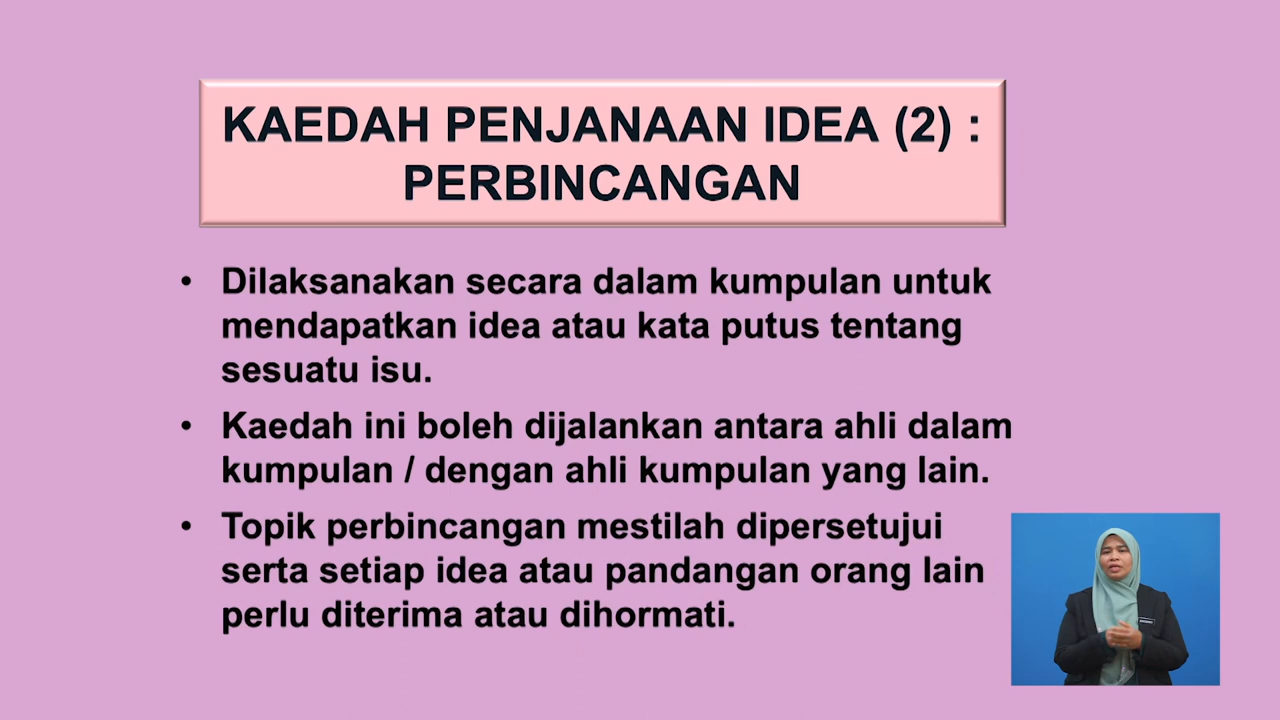 KAEDAH PENJANAAN IDEA (2) :
PERBINCANGAN
• Dilaksanakan secara dalam kumpulan untuk
mendapatkan idea atau kata putus tentang
sesuatu isu.
• Kaedah ini boleh dijalankan antara ahli dalam
kumpulan / dengan ahli kumpulan yang lain.
• Topik perbincangan mestilah dipersetujui
serta setiap idea atau pandangan orang lain
perlu diterima atau dihormati.